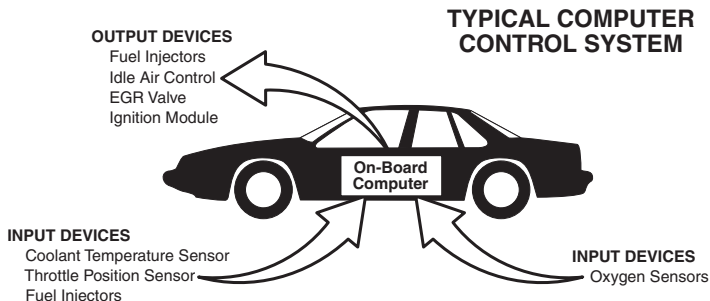 TYPICAL COMPUTER
CONTROL SYSTEM
OUTPUT DEVICES
Fuel Injectors
Idle Air Control
EGR Valve
Ignition Module
On-Board
Computer
INPUT DEVICES
Coolant Temperature Sensor
Throttle Position Sensor
Fuel Injectors
INPUT DEVICES
Oxygen Sensors